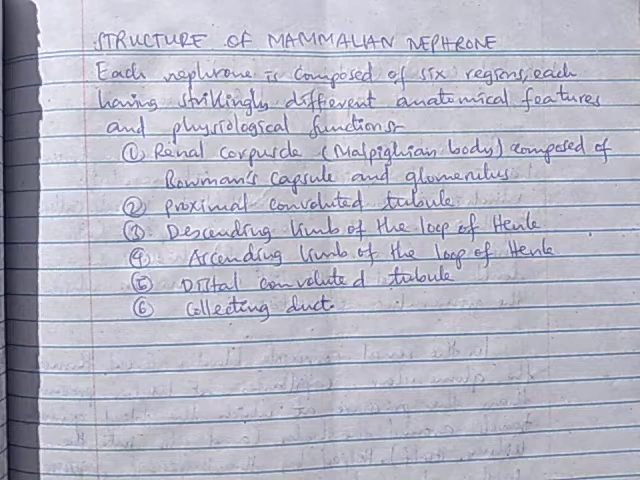 STRUCTURE OF MAMMALIAN NEPHRONE
Each nephrone is composed of six regions, each
having strikingly different anatomical features
and physiological functions-
① Renal corpuscle (Malpighian body) composed of
Bowman's capsule and glomerulus
② proximal convoluted tubule
③ Descending limb of the loop of Henle
④ Ascending limb of the loop of Henle
⑤ Distal convoluted tubule
⑥ Collecting duct.